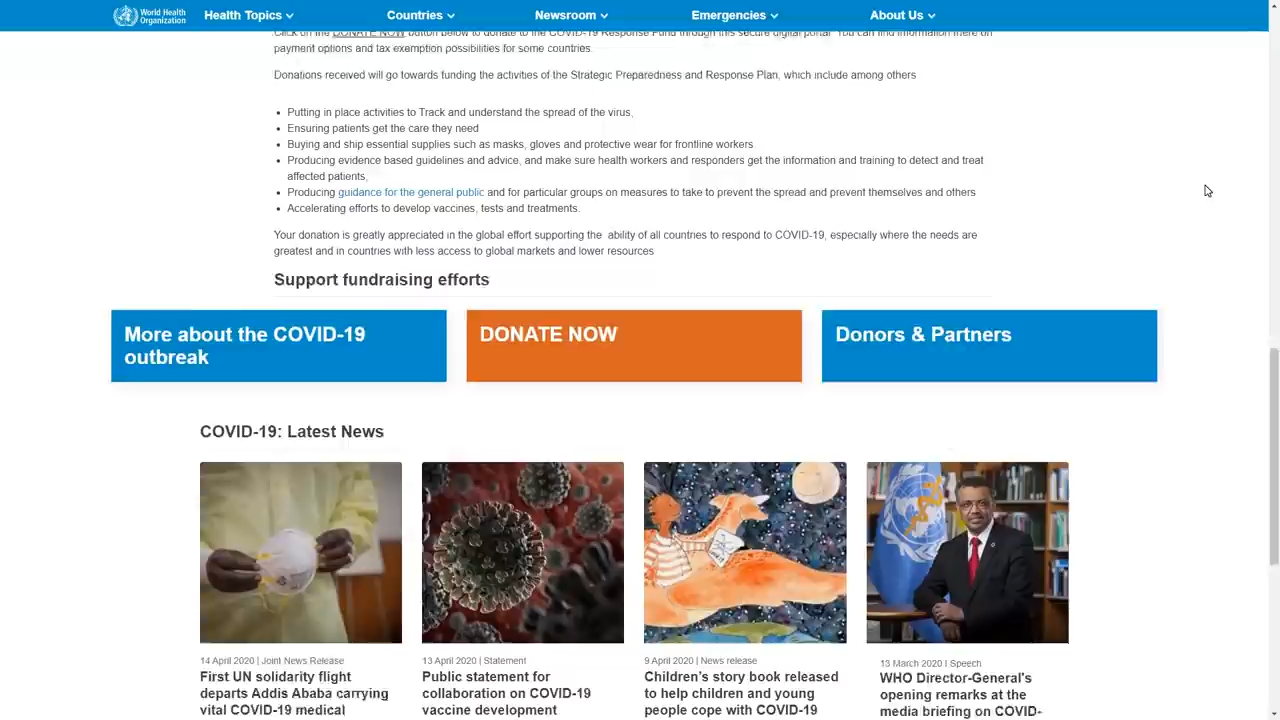 World Health
Organization
Health Topics
Countries
Newsroom
Emergencies
About Us
Click on the DONATE NOW button below to donate to the COVID-19 Response Fund through this secure digital portal You can find information there on
payment options and tax exemption possibilities for some countries.
Donations received will go towards funding the activities of the Strategic Preparedness and Response Plan, which include among others
Putting in place activities to Track and understand the spread of the virus,
Ensuring patients get the care they need
Buying and ship essential supplies such as masks, gloves and protective wear for frontline workers
Producing evidence based guidelines and advice, and make sure health workers and responders get the information and training to detect and treat
affected patients,
Producing guidance for the general public and for particular groups on measures to take to prevent the spread and prevent themselves and others
Accelerating efforts to develop vaccines, tests and treatments.
Your donation is greatly appreciated in the global effort supporting the ability of all countries to respond to COVID-19, especially where the needs are
greatest and in countries with less access to global markets and lower resources
Support fundraising efforts
More about the COVID-19
outbreak
DONATE NOW
Donors & Partners
COVID-19: Latest News
14 April 2020 | Joint News Release
First UN solidarity flight
departs Addis Ababa carrying
vital COVID-19 medical
13 April 2020 | Statement
Public statement for
collaboration on COVID-19
vaccine development
9 April 2020 | News release
Children's story book released
to help children and young
people cope with COVID-19
13 March 2020 | Speech
WHO Director-General's
opening remarks at the
media briefing on COVID-